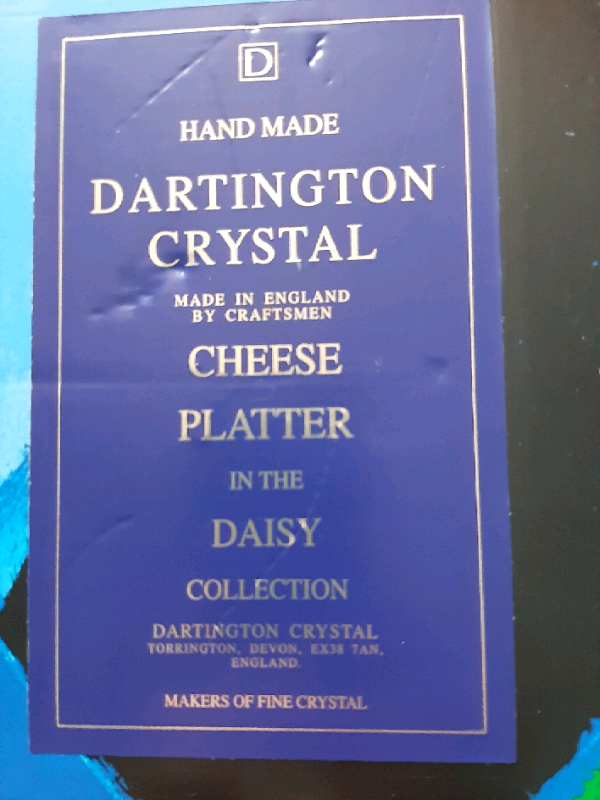 D
HAND MADE
DARTINGTON
CRYSTAL
MADE IN ENGLAND
BY CRAFTSMEN
CHEESE
PLATTER
IN THE
DAISY
COLLECTION
DARTINGTON CRYSTAL
TORRINGTON, DEVON, EX38 7AN,
ENGLAND.
MAKERS OF FINE CRYSTAL